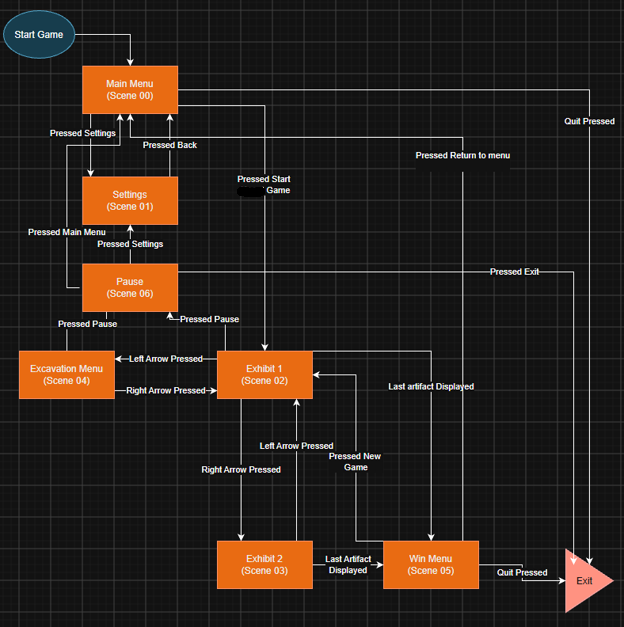 Start Game
Main Menu
(Scene 00)
Quit Pressed
Pressed Settings
Pressed Back
Pressed Return to menu
Pressed Start
Game
Settings
(Scene 01)
Pressed Main Menu
Pressed Settings
Pause
(Scene 06)
Pressed Exit
Pressed Pause
Pressed Pause
Excavation Menu
(Scene 04)
Left Arrow Pressed
Right Arrow Pressed
Exhibit 1
(Scene 02)
Last artifact Displayed
Left Arrow Pressed
Right Arrow Pressed
Pressed New
Game
Exhibit 2
(Scene 03)
Last Artifact
Displayed
Win Menu
(Scene 05)
Quit Pressed
Exit